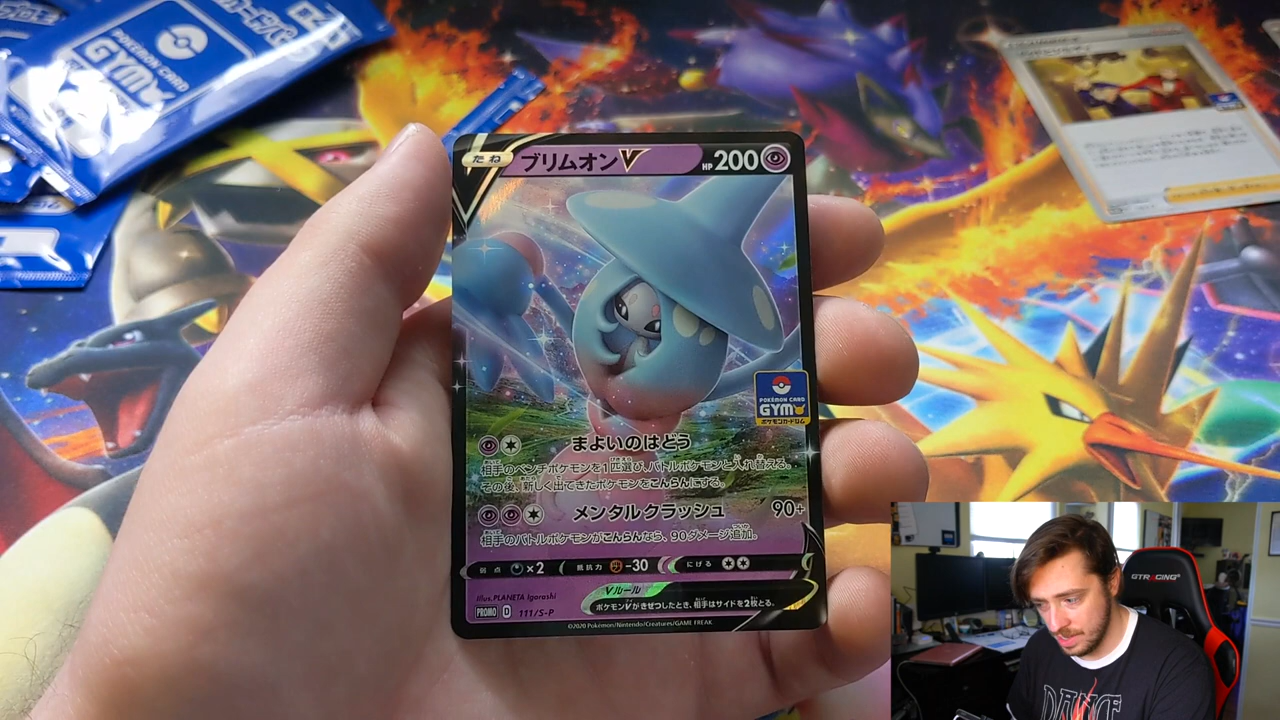 POKÉMON CARD
GYM
たね
ブリムオンV
HP 200
POKÉMON CARD
GYM
ポケモンカードジム
まよいのはどう
相手のベンチポケモンを1匹選び、バトルポケモンと入れ替える。
その後、新しく出てきたポケモンをこんらんにする。
メンタルクラッシュ 90+
相手のバトルポケモンがこんらんなら、90ダメージ追加。
弱点 ×2 抵抗力 -30 にげる
Illus. PLANETA Igarashi
Vルール
ポケモンVがきぜつしたとき、相手はサイドを2枚とる。
PROMO D 111/S-P
©2020 Pokémon/Nintendo/Creatures/GAME FREAK.
GTRACING
DANCE